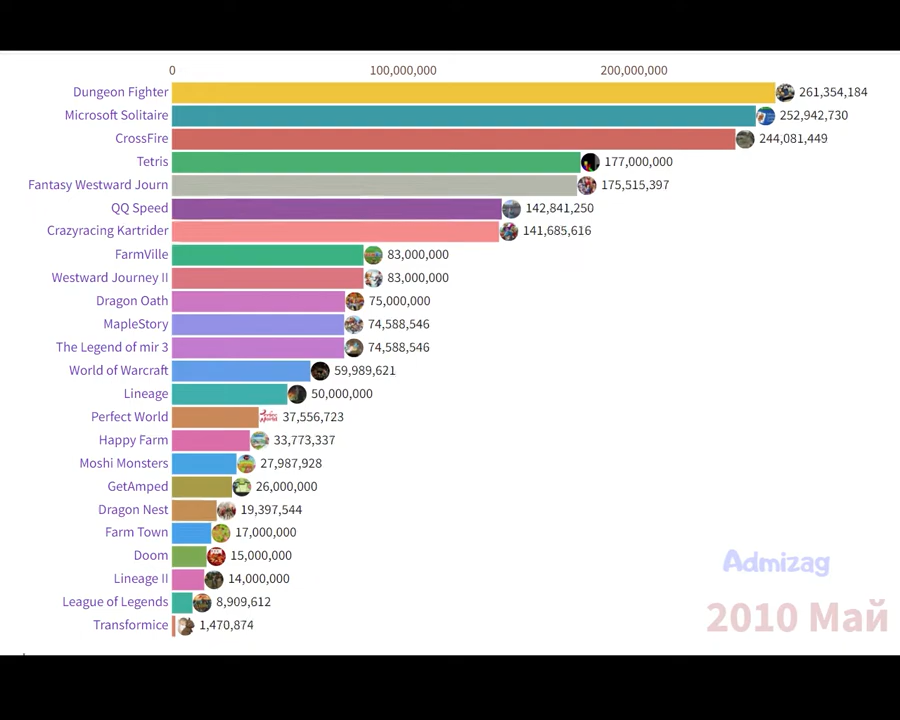 0 100,000,000 200,000,000
Dungeon Fighter 261,354,184
Microsoft Solitaire 252,942,730
CrossFire 244,081,449
Tetris 177,000,000
Fantasy Westward Journ 175,515,397
QQ Speed 142,841,250
Crazyracing Kartrider 141,685,616
FarmVille 83,000,000
Westward Journey II 83,000,000
Dragon Oath 75,000,000
MapleStory 74,588,546
The Legend of mir 3 74,588,546
World of Warcraft 59,989,621
Lineage 50,000,000
Perfect World 37,556,723
Happy Farm 33,773,337
Moshi Monsters 27,987,928
GetAmped 26,000,000
Dragon Nest 19,397,544
Farm Town 17,000,000
Doom 15,000,000
Lineage II 14,000,000
League of Legends 8,909,612
Transformice 1,470,874
Admizag
2010 Май